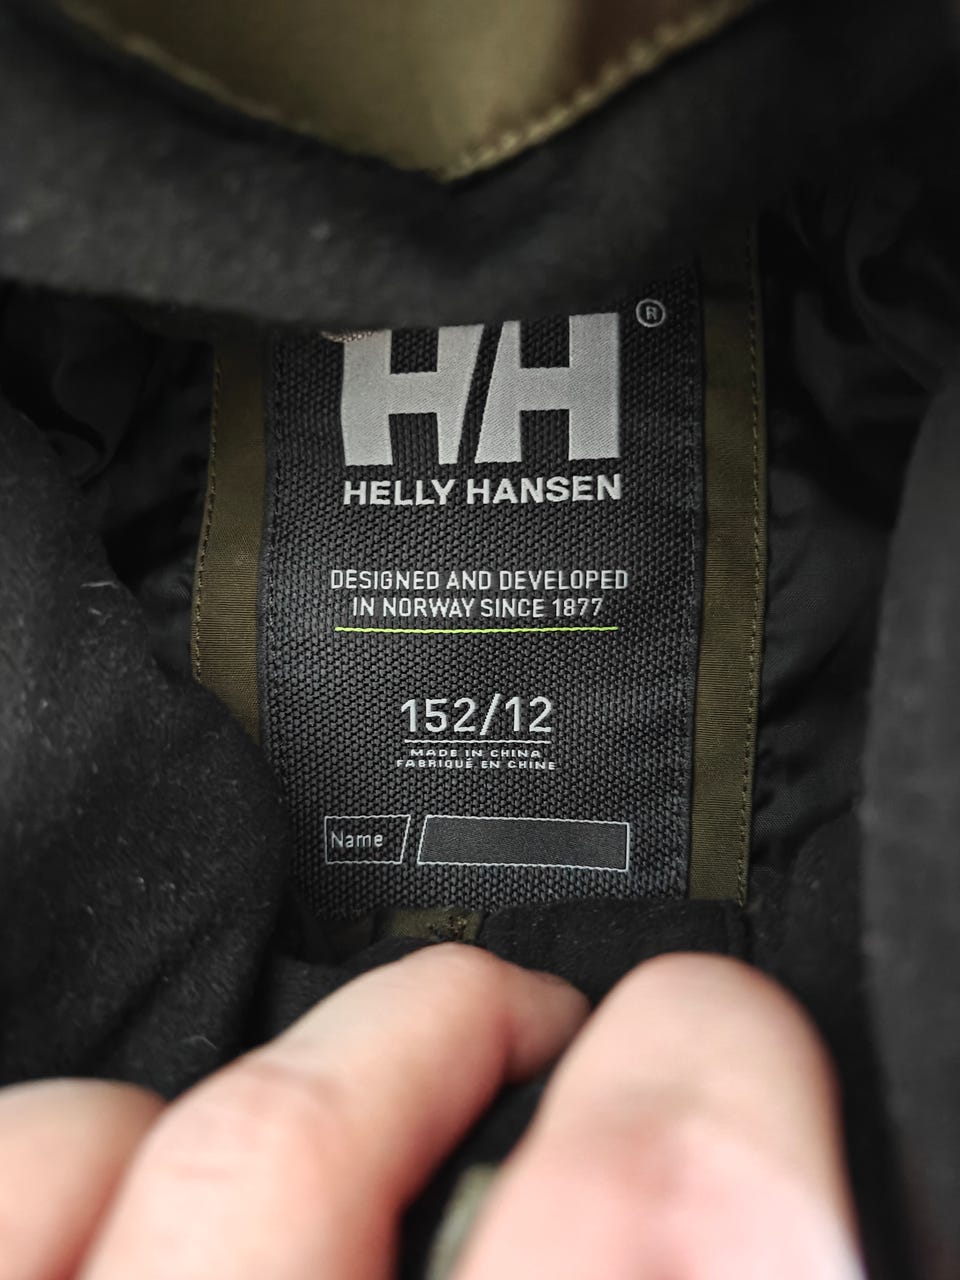 HH®
HELLY HANSEN
DESIGNED AND DEVELOPED
IN NORWAY SINCE 1877
152/12
MADE IN CHINA
FABRIQUÉ EN CHINE
Name